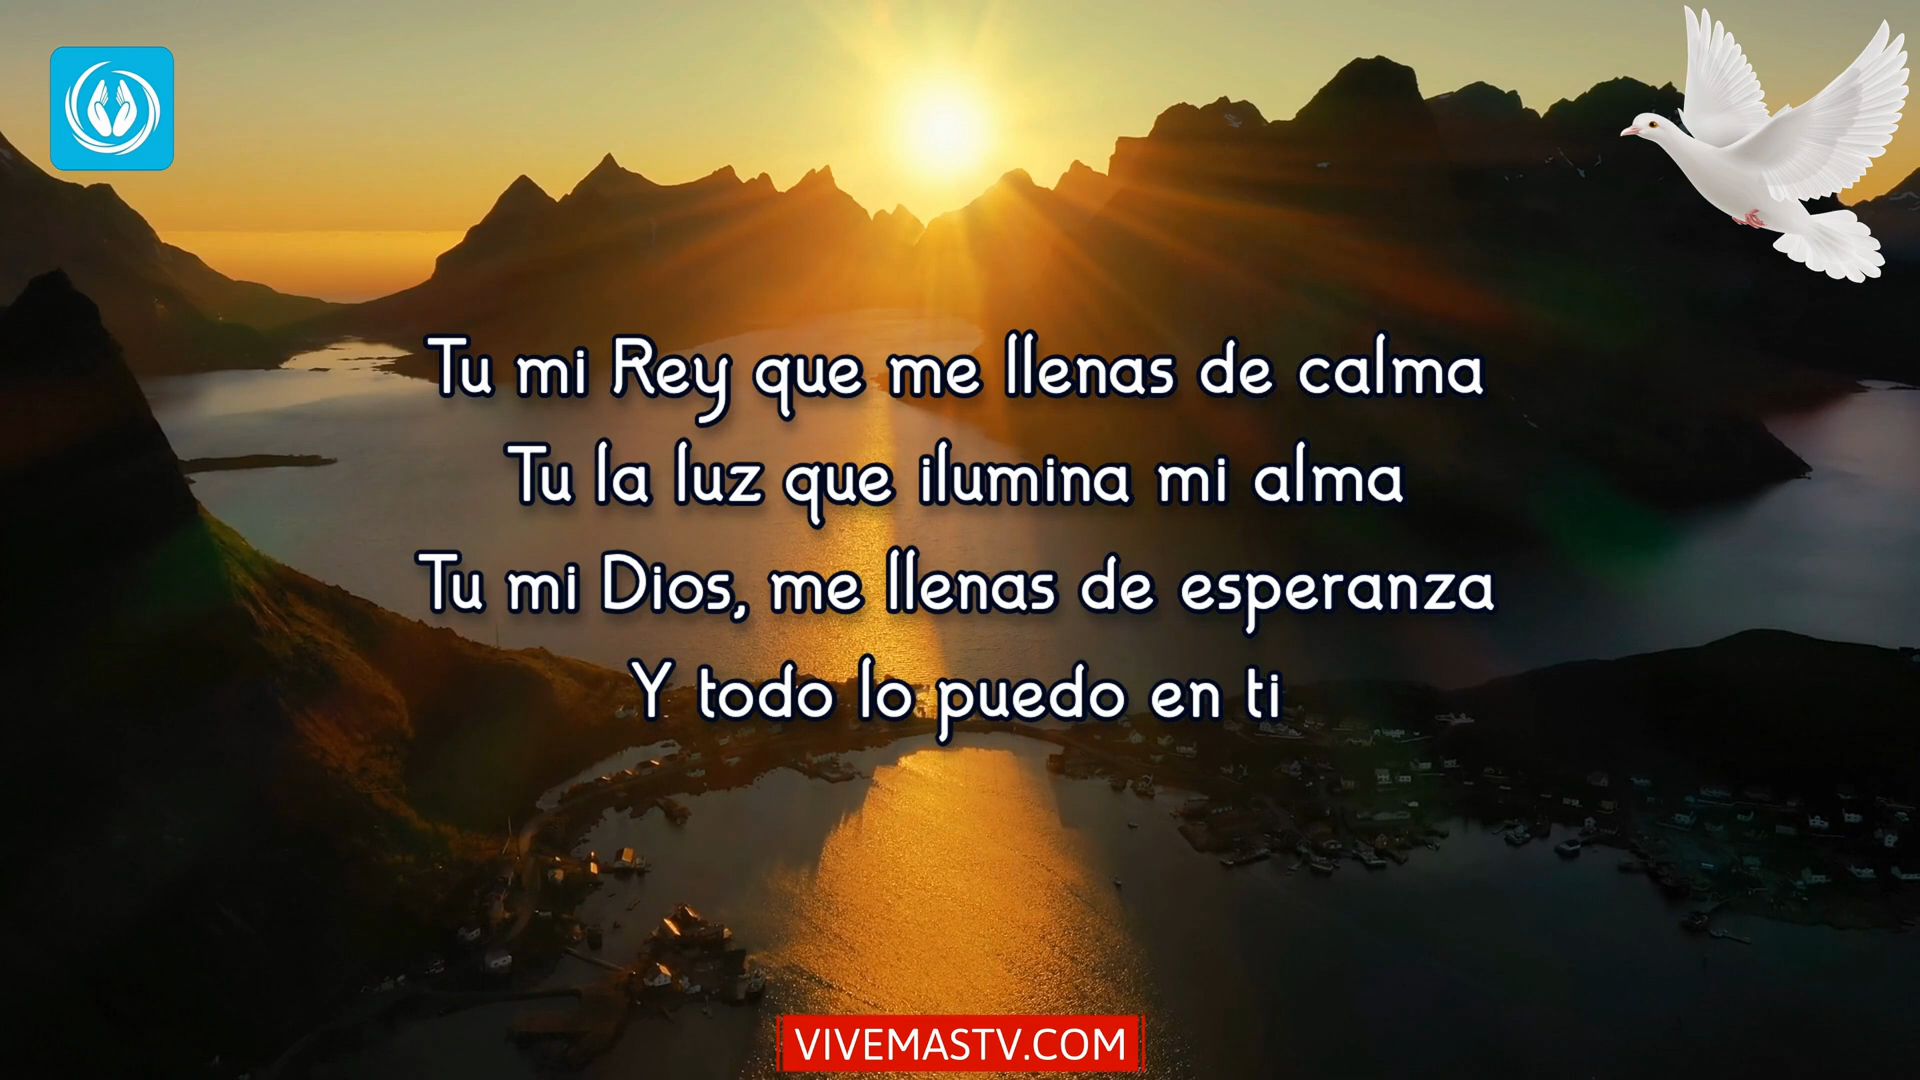 Tu mi Rey que me llenas de calma
Tu la luz que ilumina mi alma
Tu mi Dios, me llenas de esperanza
Y todo lo puedo en ti
VIVEMASTV.COM